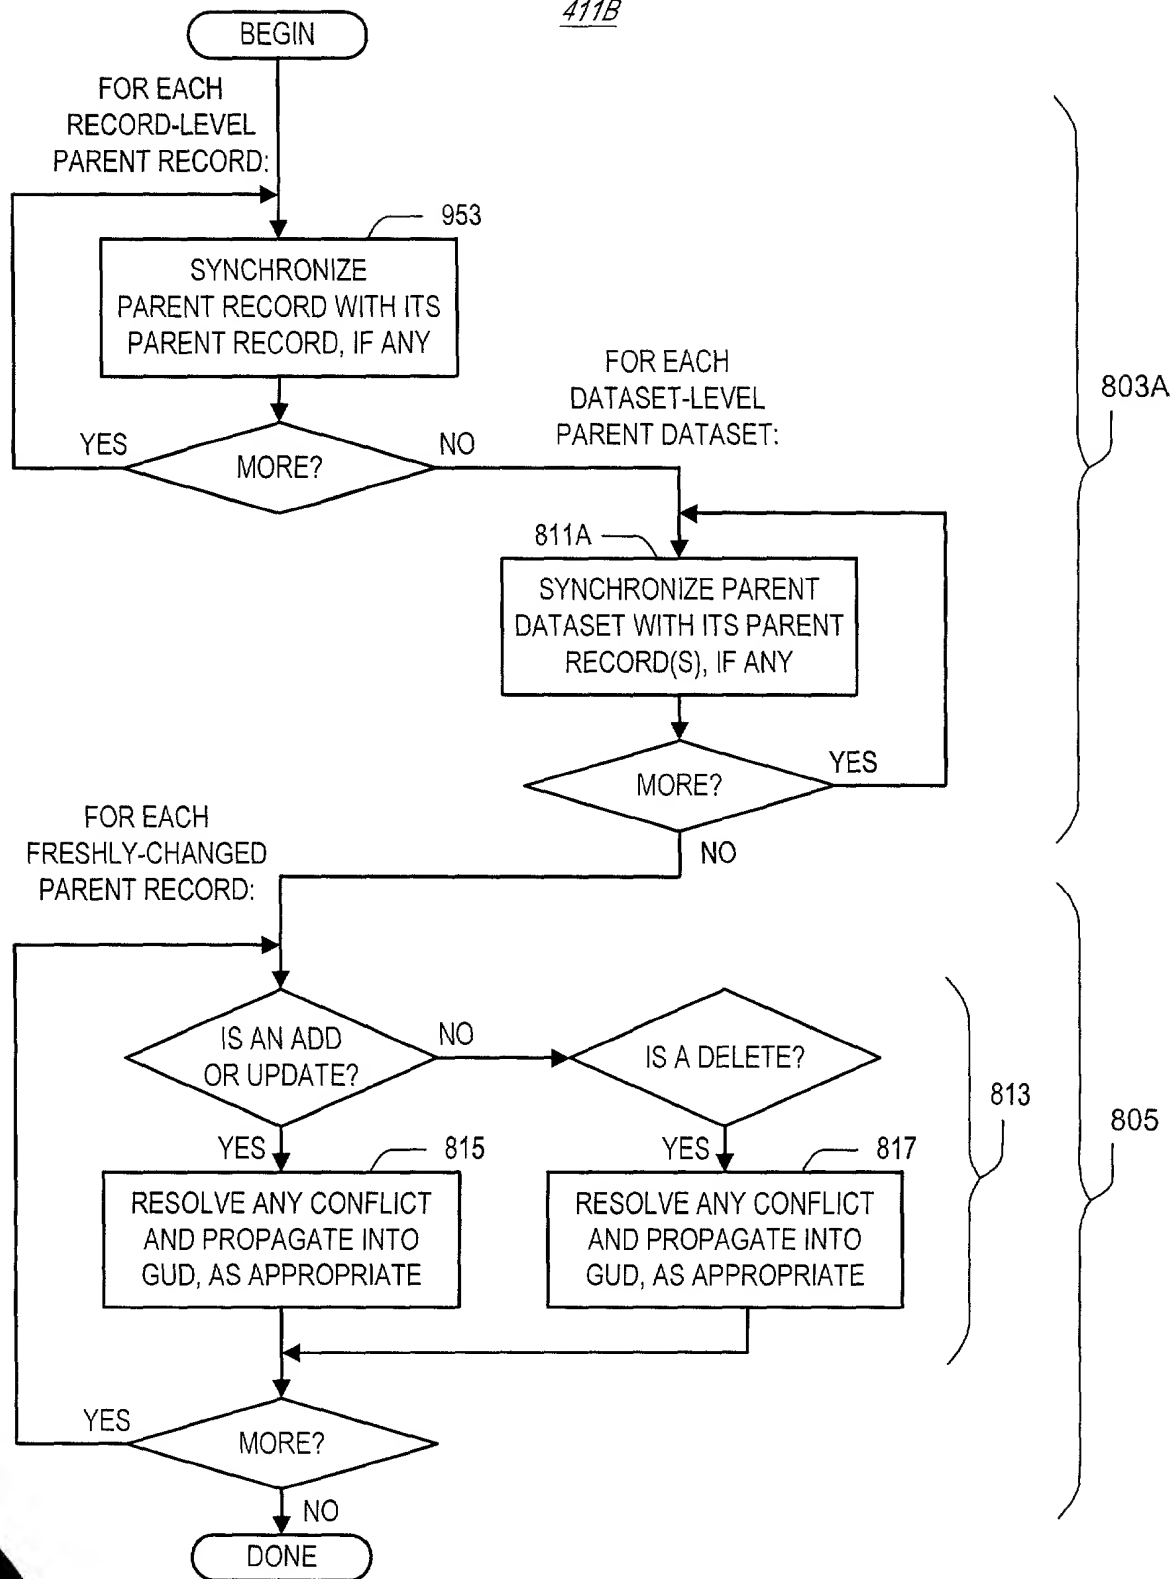 411B
BEGIN
FOR EACH
RECORD-LEVEL
PARENT RECORD:
953
SYNCHRONIZE
PARENT RECORD WITH ITS
PARENT RECORD, IF ANY
FOR EACH
DATASET-LEVEL
PARENT DATASET:
803A
YES
MORE?
NO
811A
SYNCHRONIZE PARENT
DATASET WITH ITS PARENT
RECORD(S), IF ANY
MORE?
YES
NO
FOR EACH
FRESHLY-CHANGED
PARENT RECORD:
IS AN ADD
OR UPDATE?
NO
IS A DELETE?
813
805
YES
815
YES
817
RESOLVE ANY CONFLICT
AND PROPAGATE INTO
GUD, AS APPROPRIATE
RESOLVE ANY CONFLICT
AND PROPAGATE INTO
GUD, AS APPROPRIATE
YES
MORE?
NO
DONE